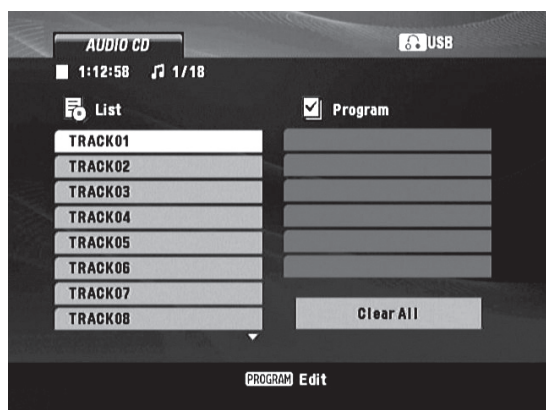 AUDIO CD
USB
1:12:58 1/18
List
Program
TRACK01
TRACK02
TRACK03
TRACK04
TRACK05
TRACK06
TRACK07
TRACK08
Clear All
PROGRAM Edit